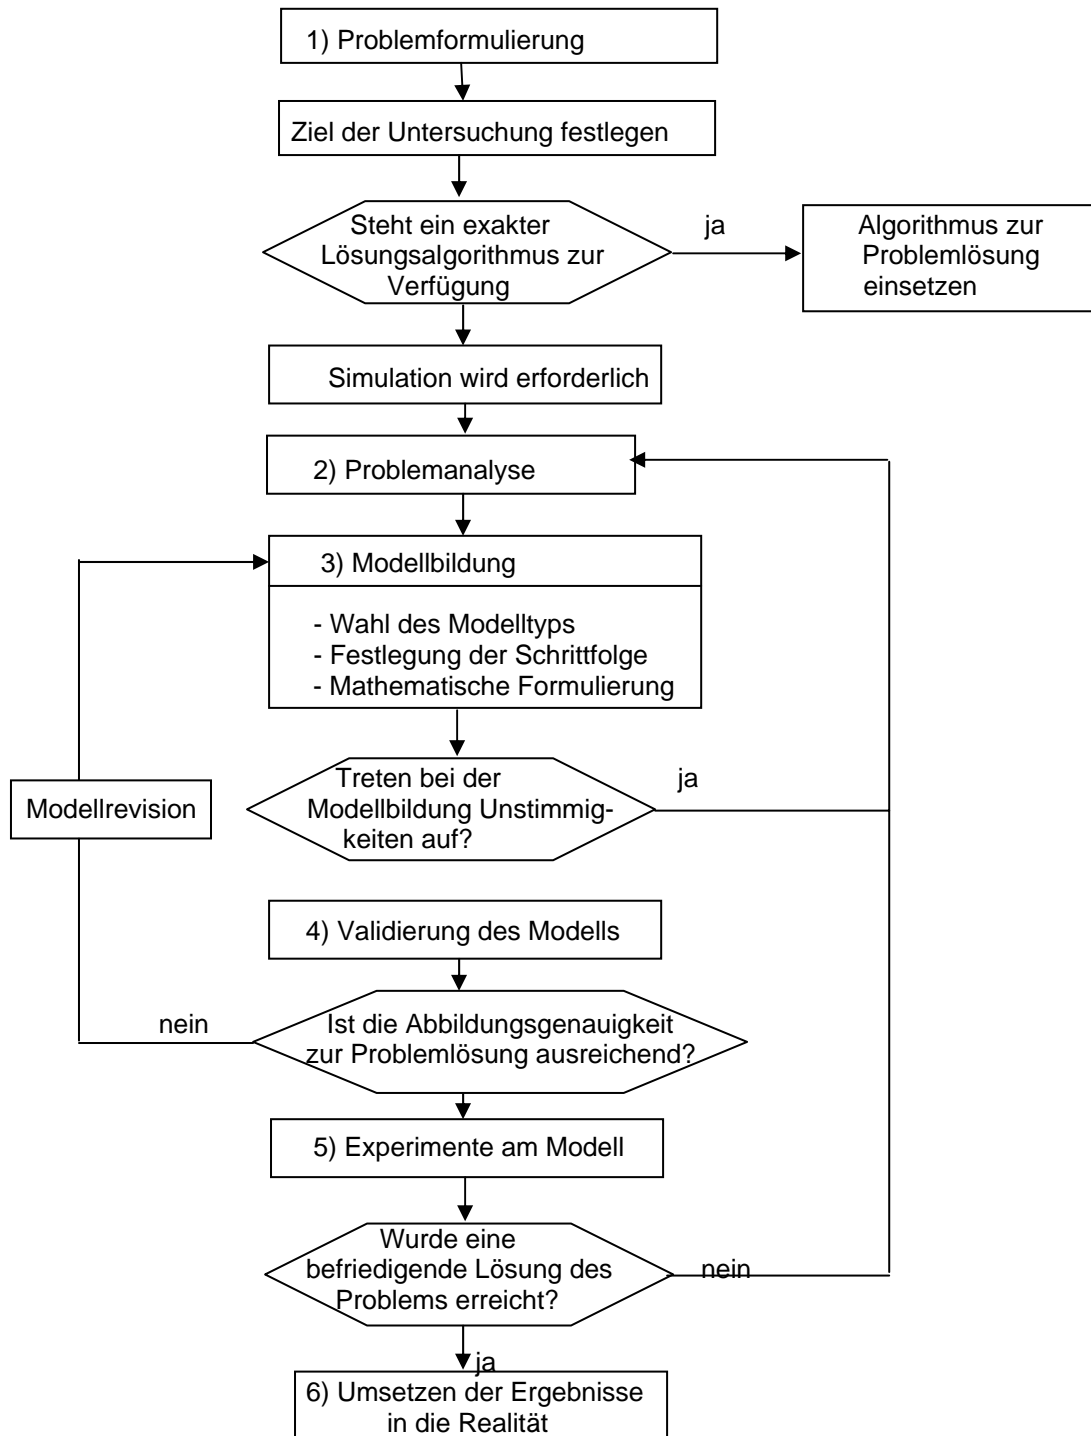 1) Problemformulierung
Ziel der Untersuchung festlegen
Steht ein exakter
Lösungsalgorithmus zur
Verfügung
ja
Algorithmus zur
Problemlösung
einsetzen
Simulation wird erforderlich
2) Problemanalyse
3) Modellbildung
- Wahl des Modelltyps
- Festlegung der Schrittfolge
- Mathematische Formulierung
Treten bei der
Modellbildung Unstimmig-
keiten auf?
ja
Modellrevision
4) Validierung des Modells
nein
Ist die Abbildungsgenauigkeit
zur Problemlösung ausreichend?
5) Experimente am Modell
Wurde eine
befriedigende Lösung des
Problems erreicht?
nein
ja
6) Umsetzen der Ergebnisse
in die Realität